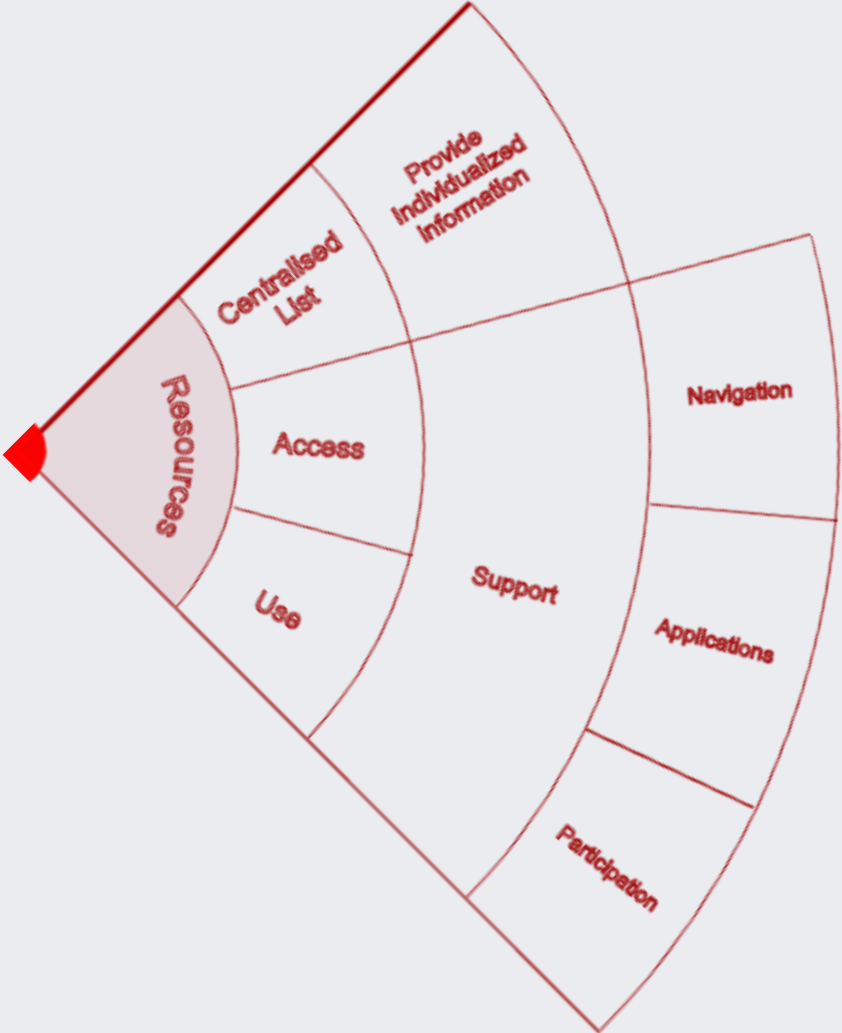 Resources
Centralised
List
Access
Use
Provide
Individualized
Information
Support
Navigation
Applications
Participation